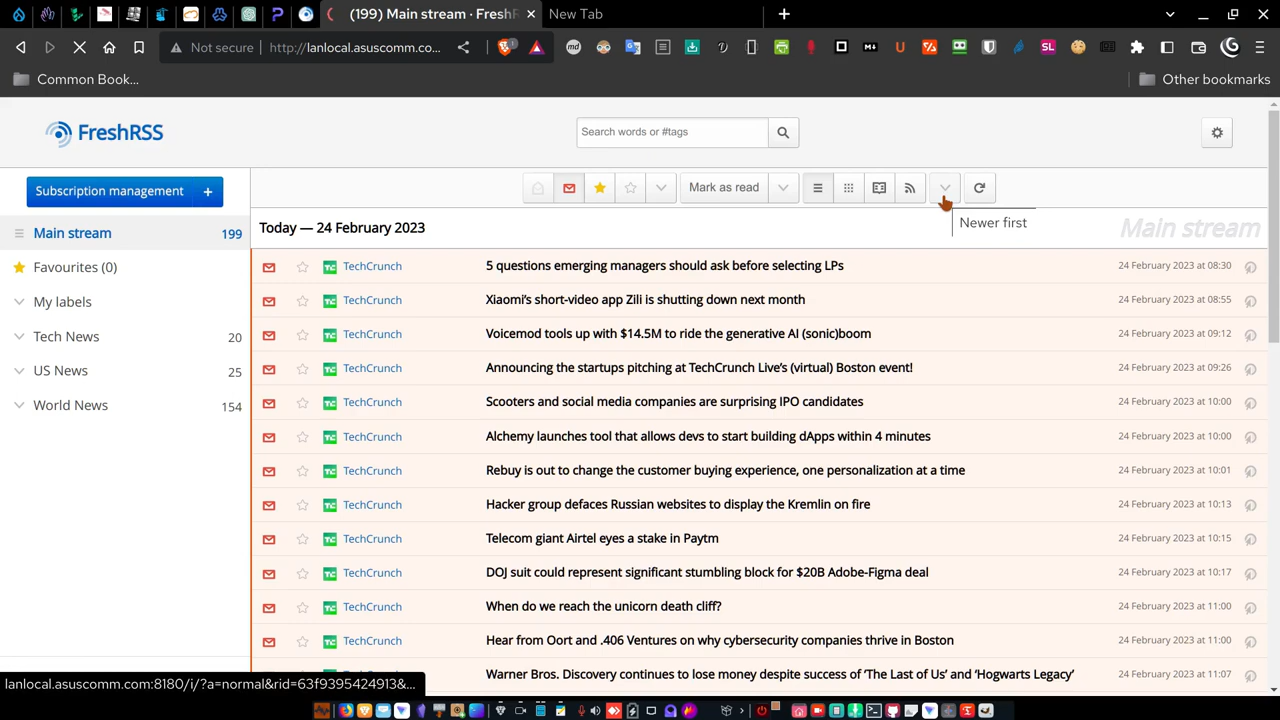 (199) Main stream · FreshR
New Tab
Not secure
http://lanlocal.asuscomm.co...
Common Book...
Other bookmarks
FreshRSS
Search words or #tags
Subscription management +
Mark as read
Newer first
Main stream 199
Favourites (0)
My labels
Tech News 20
US News 25
World News 154
Today — 24 February 2023
Main stream
TechCrunch 5 questions emerging managers should ask before selecting LPs 24 February 2023 at 08:30
TechCrunch Xiaomi's short-video app Zili is shutting down next month 24 February 2023 at 08:55
TechCrunch Voicemod tools up with $14.5M to ride the generative AI (sonic)boom 24 February 2023 at 09:12
TechCrunch Announcing the startups pitching at TechCrunch Live's (virtual) Boston event! 24 February 2023 at 09:26
TechCrunch Scooters and social media companies are surprising IPO candidates 24 February 2023 at 10:00
TechCrunch Alchemy launches tool that allows devs to start building dApps within 4 minutes 24 February 2023 at 10:00
TechCrunch Rebuy is out to change the customer buying experience, one personalization at a time 24 February 2023 at 10:01
TechCrunch Hacker group defaces Russian websites to display the Kremlin on fire 24 February 2023 at 10:13
TechCrunch Telecom giant Airtel eyes a stake in Paytm 24 February 2023 at 10:15
TechCrunch DOJ suit could represent significant stumbling block for $20B Adobe-Figma deal 24 February 2023 at 10:17
TechCrunch When do we reach the unicorn death cliff? 24 February 2023 at 11:00
TechCrunch Hear from Oort and .406 Ventures on why cybersecurity companies thrive in Boston 24 February 2023 at 11:00
Warner Bros. Discovery continues to lose money despite success of 'The Last of Us' and 'Hogwarts Legacy' 24 February 2023 at 11:07
lanlocal.asuscomm.com:8180/i/?a=normal&rid=63f9395424913&...